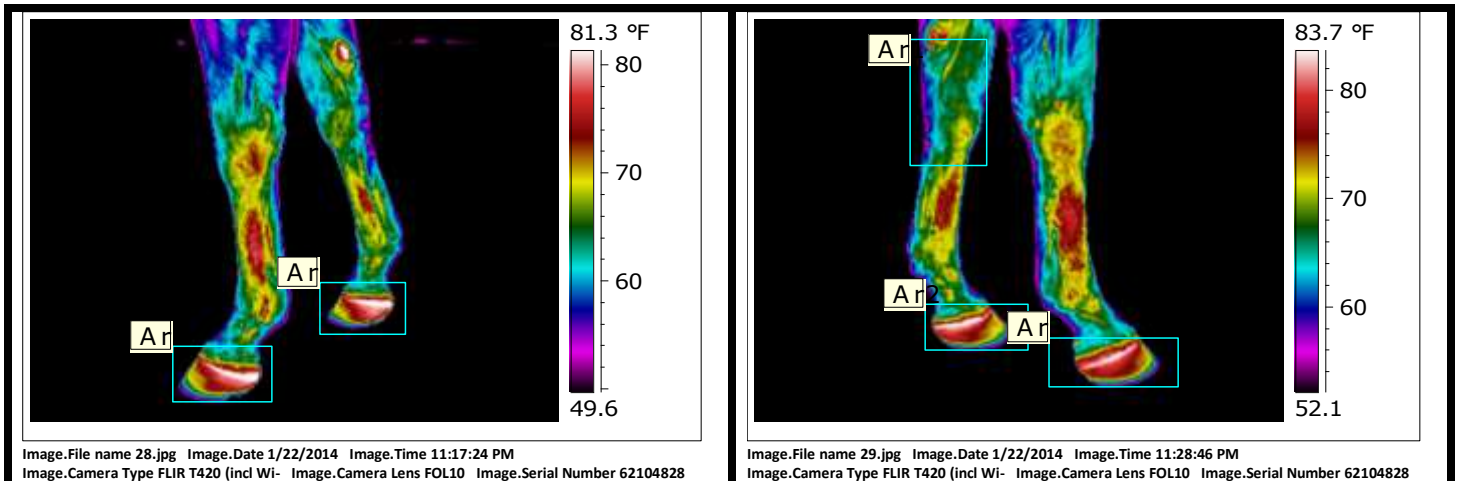 81.3 °F
80
70
60
49.6
Ar
Ar
Image.File name 28.jpg Image.Date 1/22/2014 Image.Time 11:17:24 PM
Image.Camera Type FLIR T420 (incl Wi- Image.Camera Lens FOL10 Image.Serial Number 62104828
83.7 °F
80
70
60
52.1
Ar
Ar2
Ar
Image.File name 29.jpg Image.Date 1/22/2014 Image.Time 11:28:46 PM
Image.Camera Type FLIR T420 (incl Wi- Image.Camera Lens FOL10 Image.Serial Number 62104828